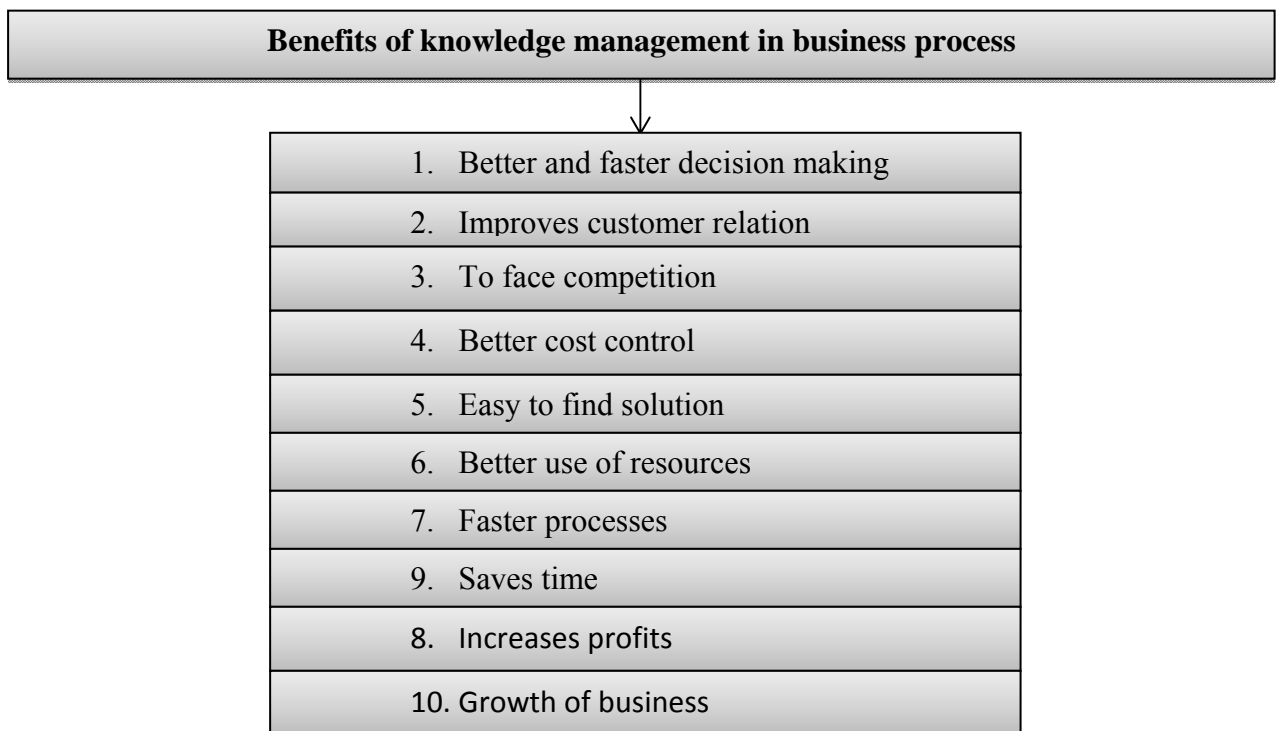 Benefits of knowledge management in business process
1. Better and faster decision making
2. Improves customer relation
3. To face competition
4. Better cost control
5. Easy to find solution
6. Better use of resources
7. Faster processes
9. Saves time
8. Increases profits
10. Growth of business